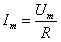 I_m = U_m / R